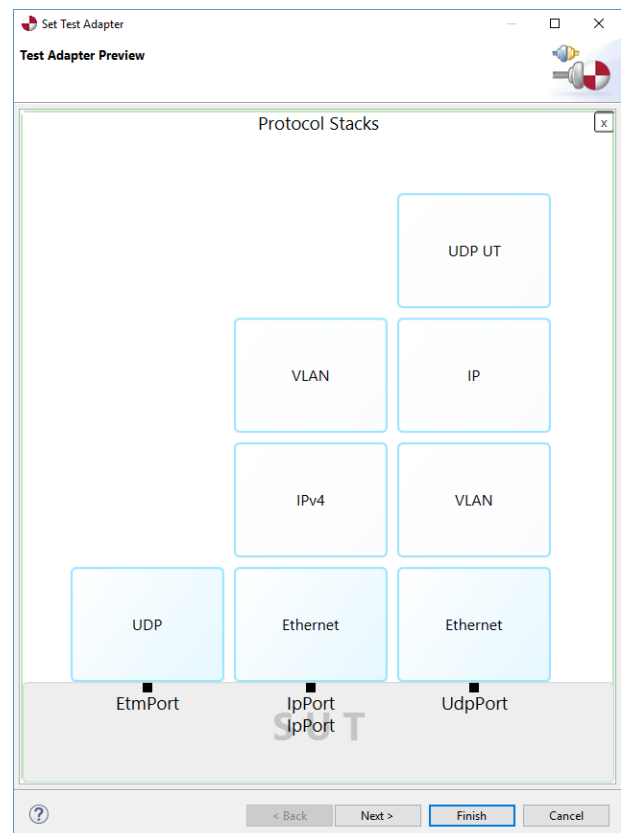 Set Test Adapter
Test Adapter Preview
Protocol Stacks
x
UDP UT
VLAN
IP
IPv4
VLAN
UDP
Ethernet
Ethernet
EtmPort
IpPort
UdpPort
IpPort
SUT
?
< Back
Next >
Finish
Cancel